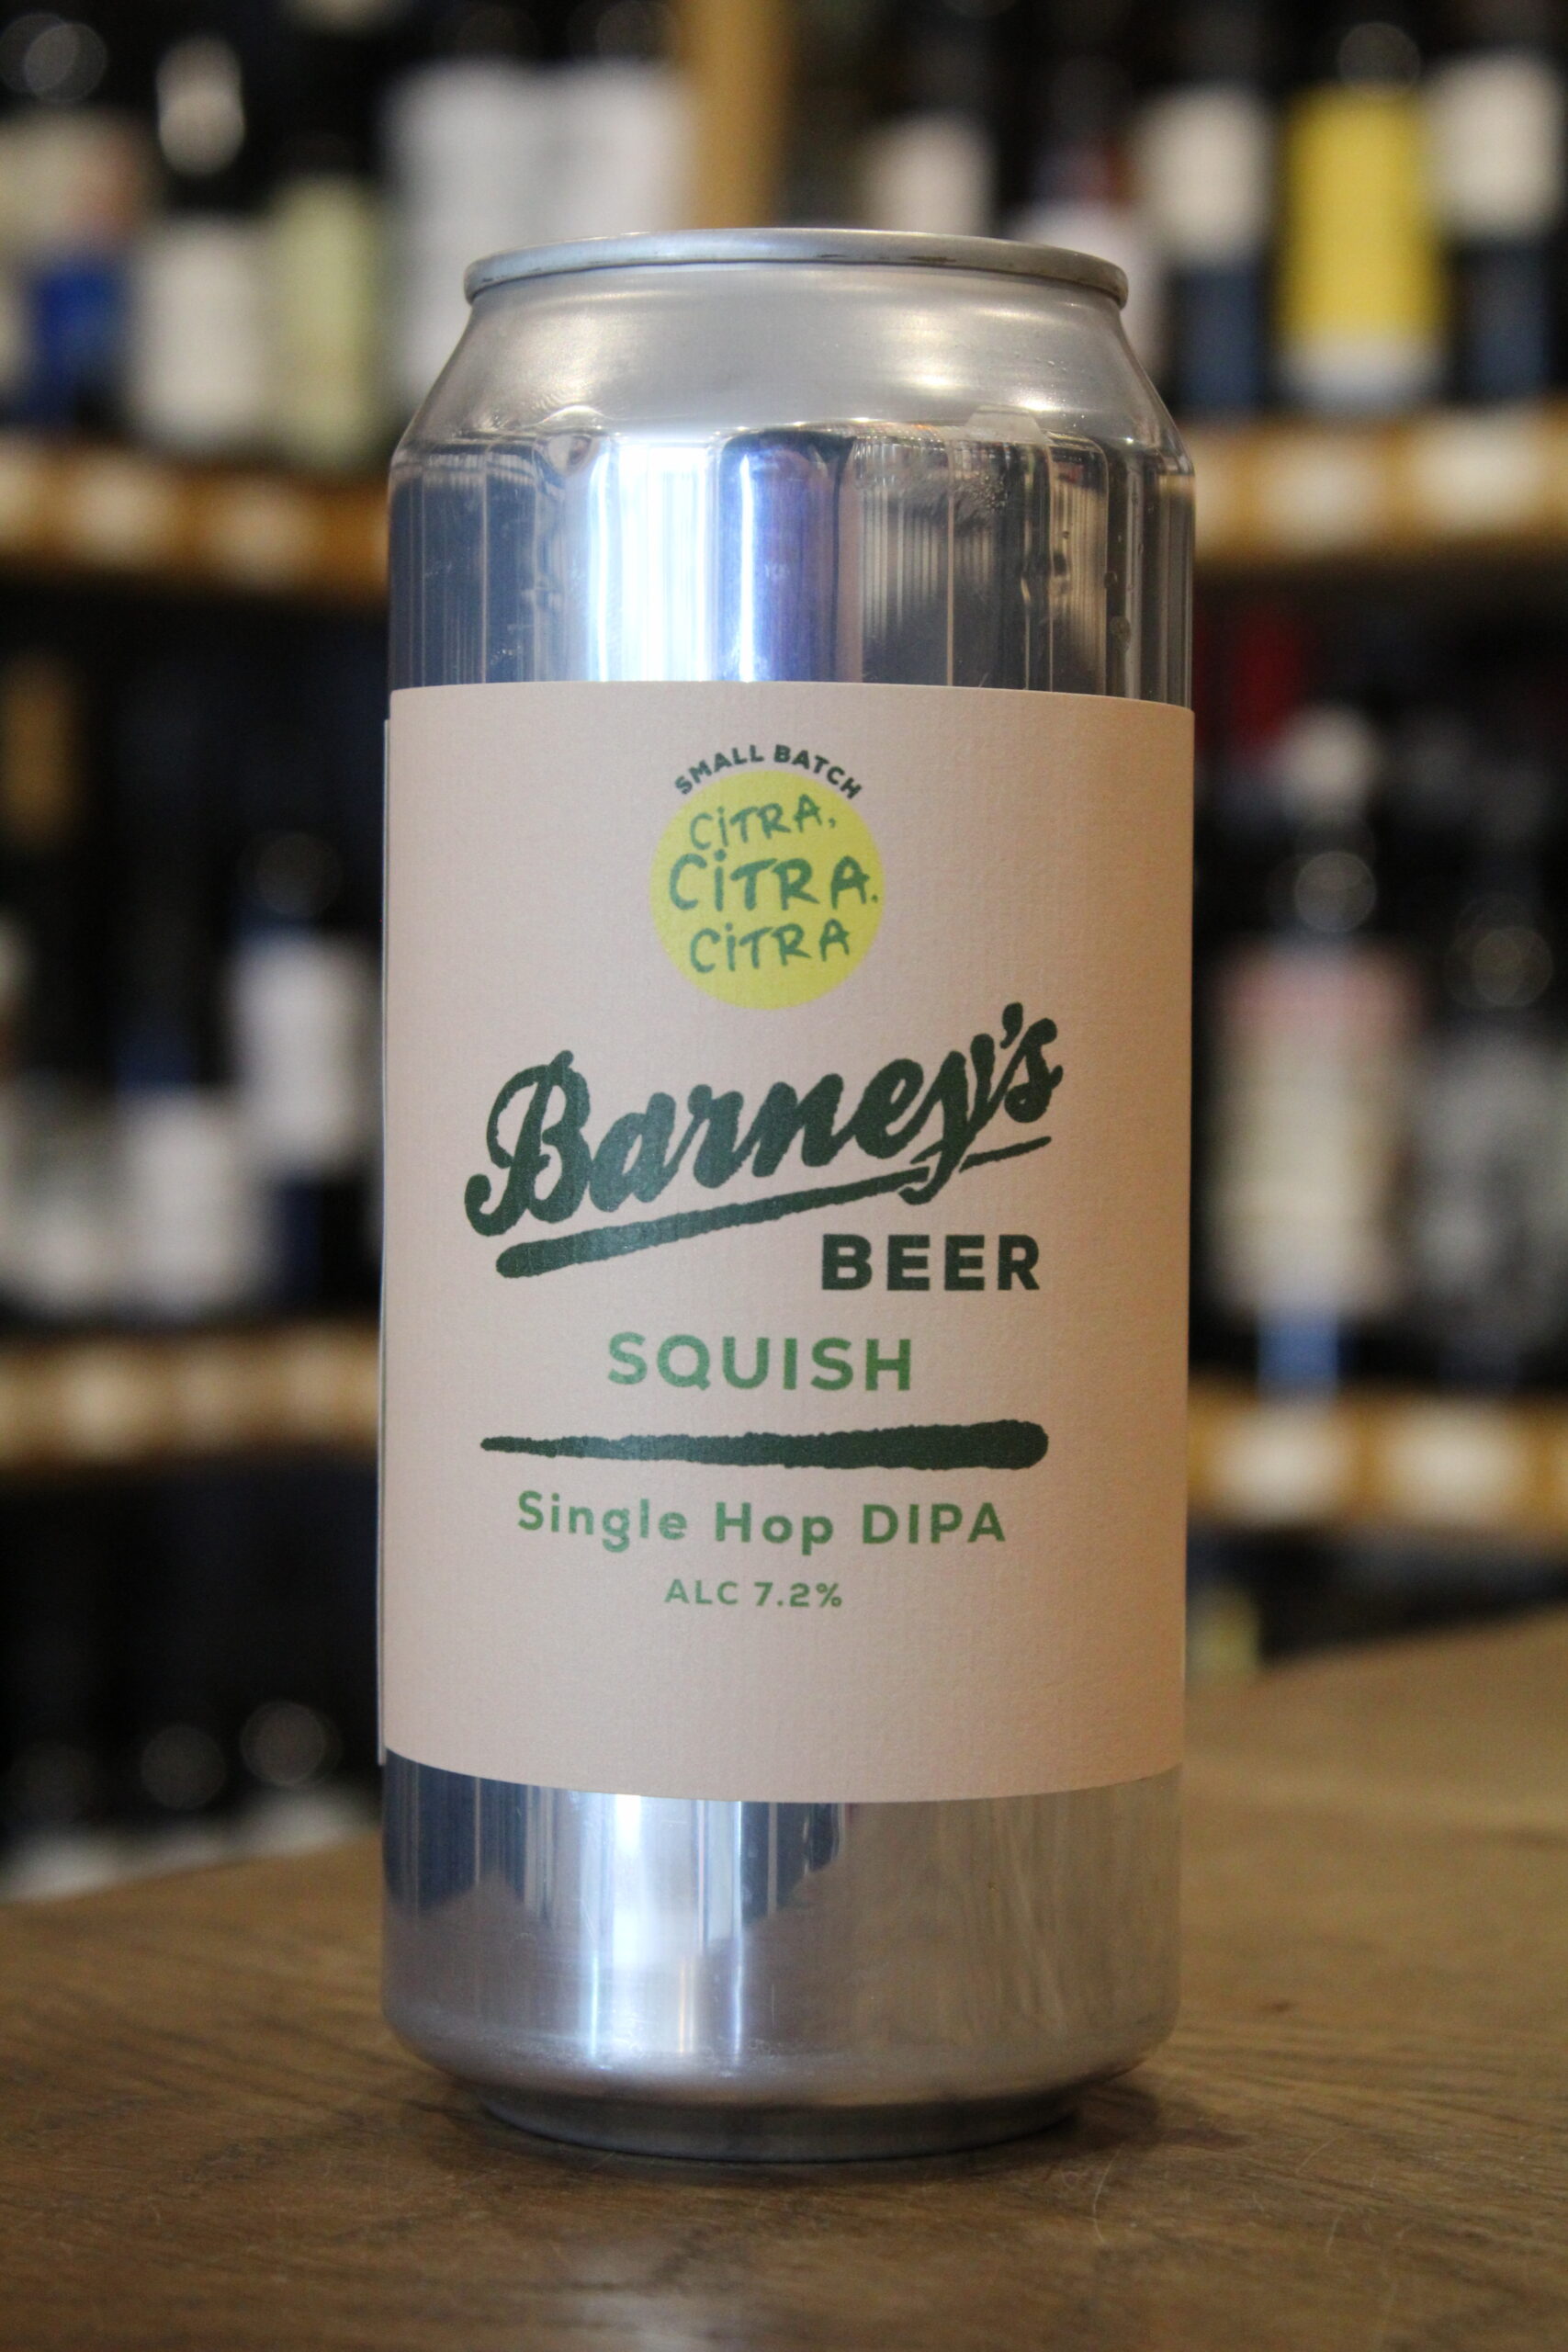 SMALL BATCH
CiTRA,
CiTRA.
CiTRA
Barney's
BEER
SQUISH
Single Hop DIPA
ALC 7.2%